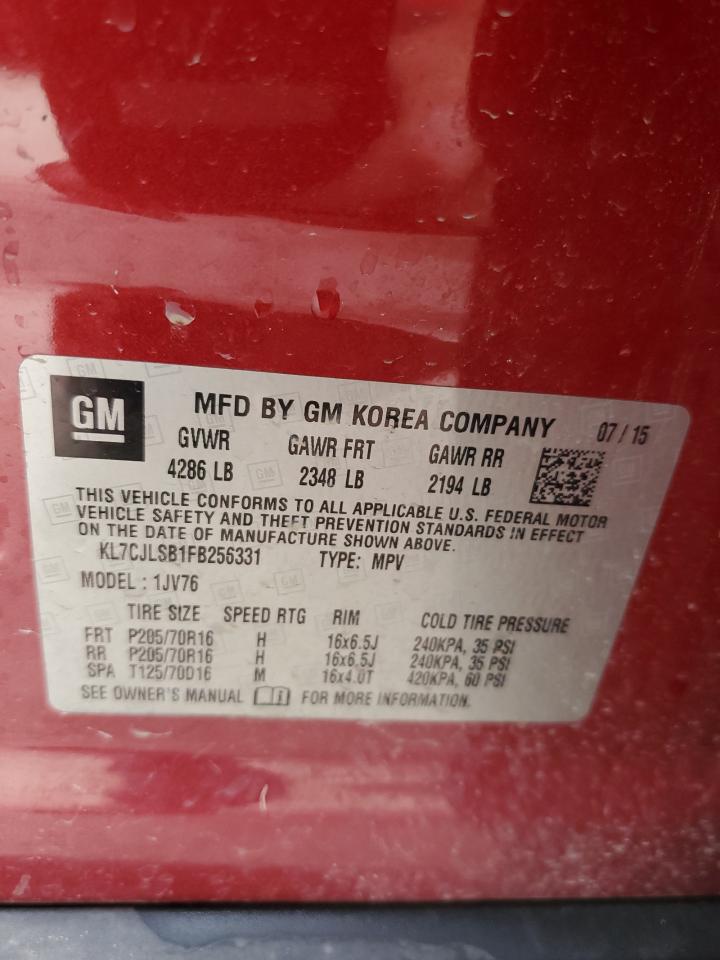 GM
MFD BY GM KOREA COMPANY 07/15
GVWR GAWR FRT GAWR RR
4286 LB 2348 LB 2194 LB
THIS VEHICLE CONFORMS TO ALL APPLICABLE U.S. FEDERAL MOTOR
VEHICLE SAFETY AND THEFT PREVENTION STANDARDS IN EFFECT
ON THE DATE OF MANUFACTURE SHOWN ABOVE.
KL7CJLSB1FB256331 TYPE: MPV
MODEL : 1JV76
TIRE SIZE SPEED RTG RIM COLD TIRE PRESSURE
FRT P205/70R16 H 16x6.5J 240KPA, 35 PSI
RR P205/70R16 H 16x6.5J 240KPA, 35 PSI
SPA T125/70D16 M 16x4.0T 420KPA, 60 PSI
SEE OWNER'S MANUAL FOR MORE INFORMATION.